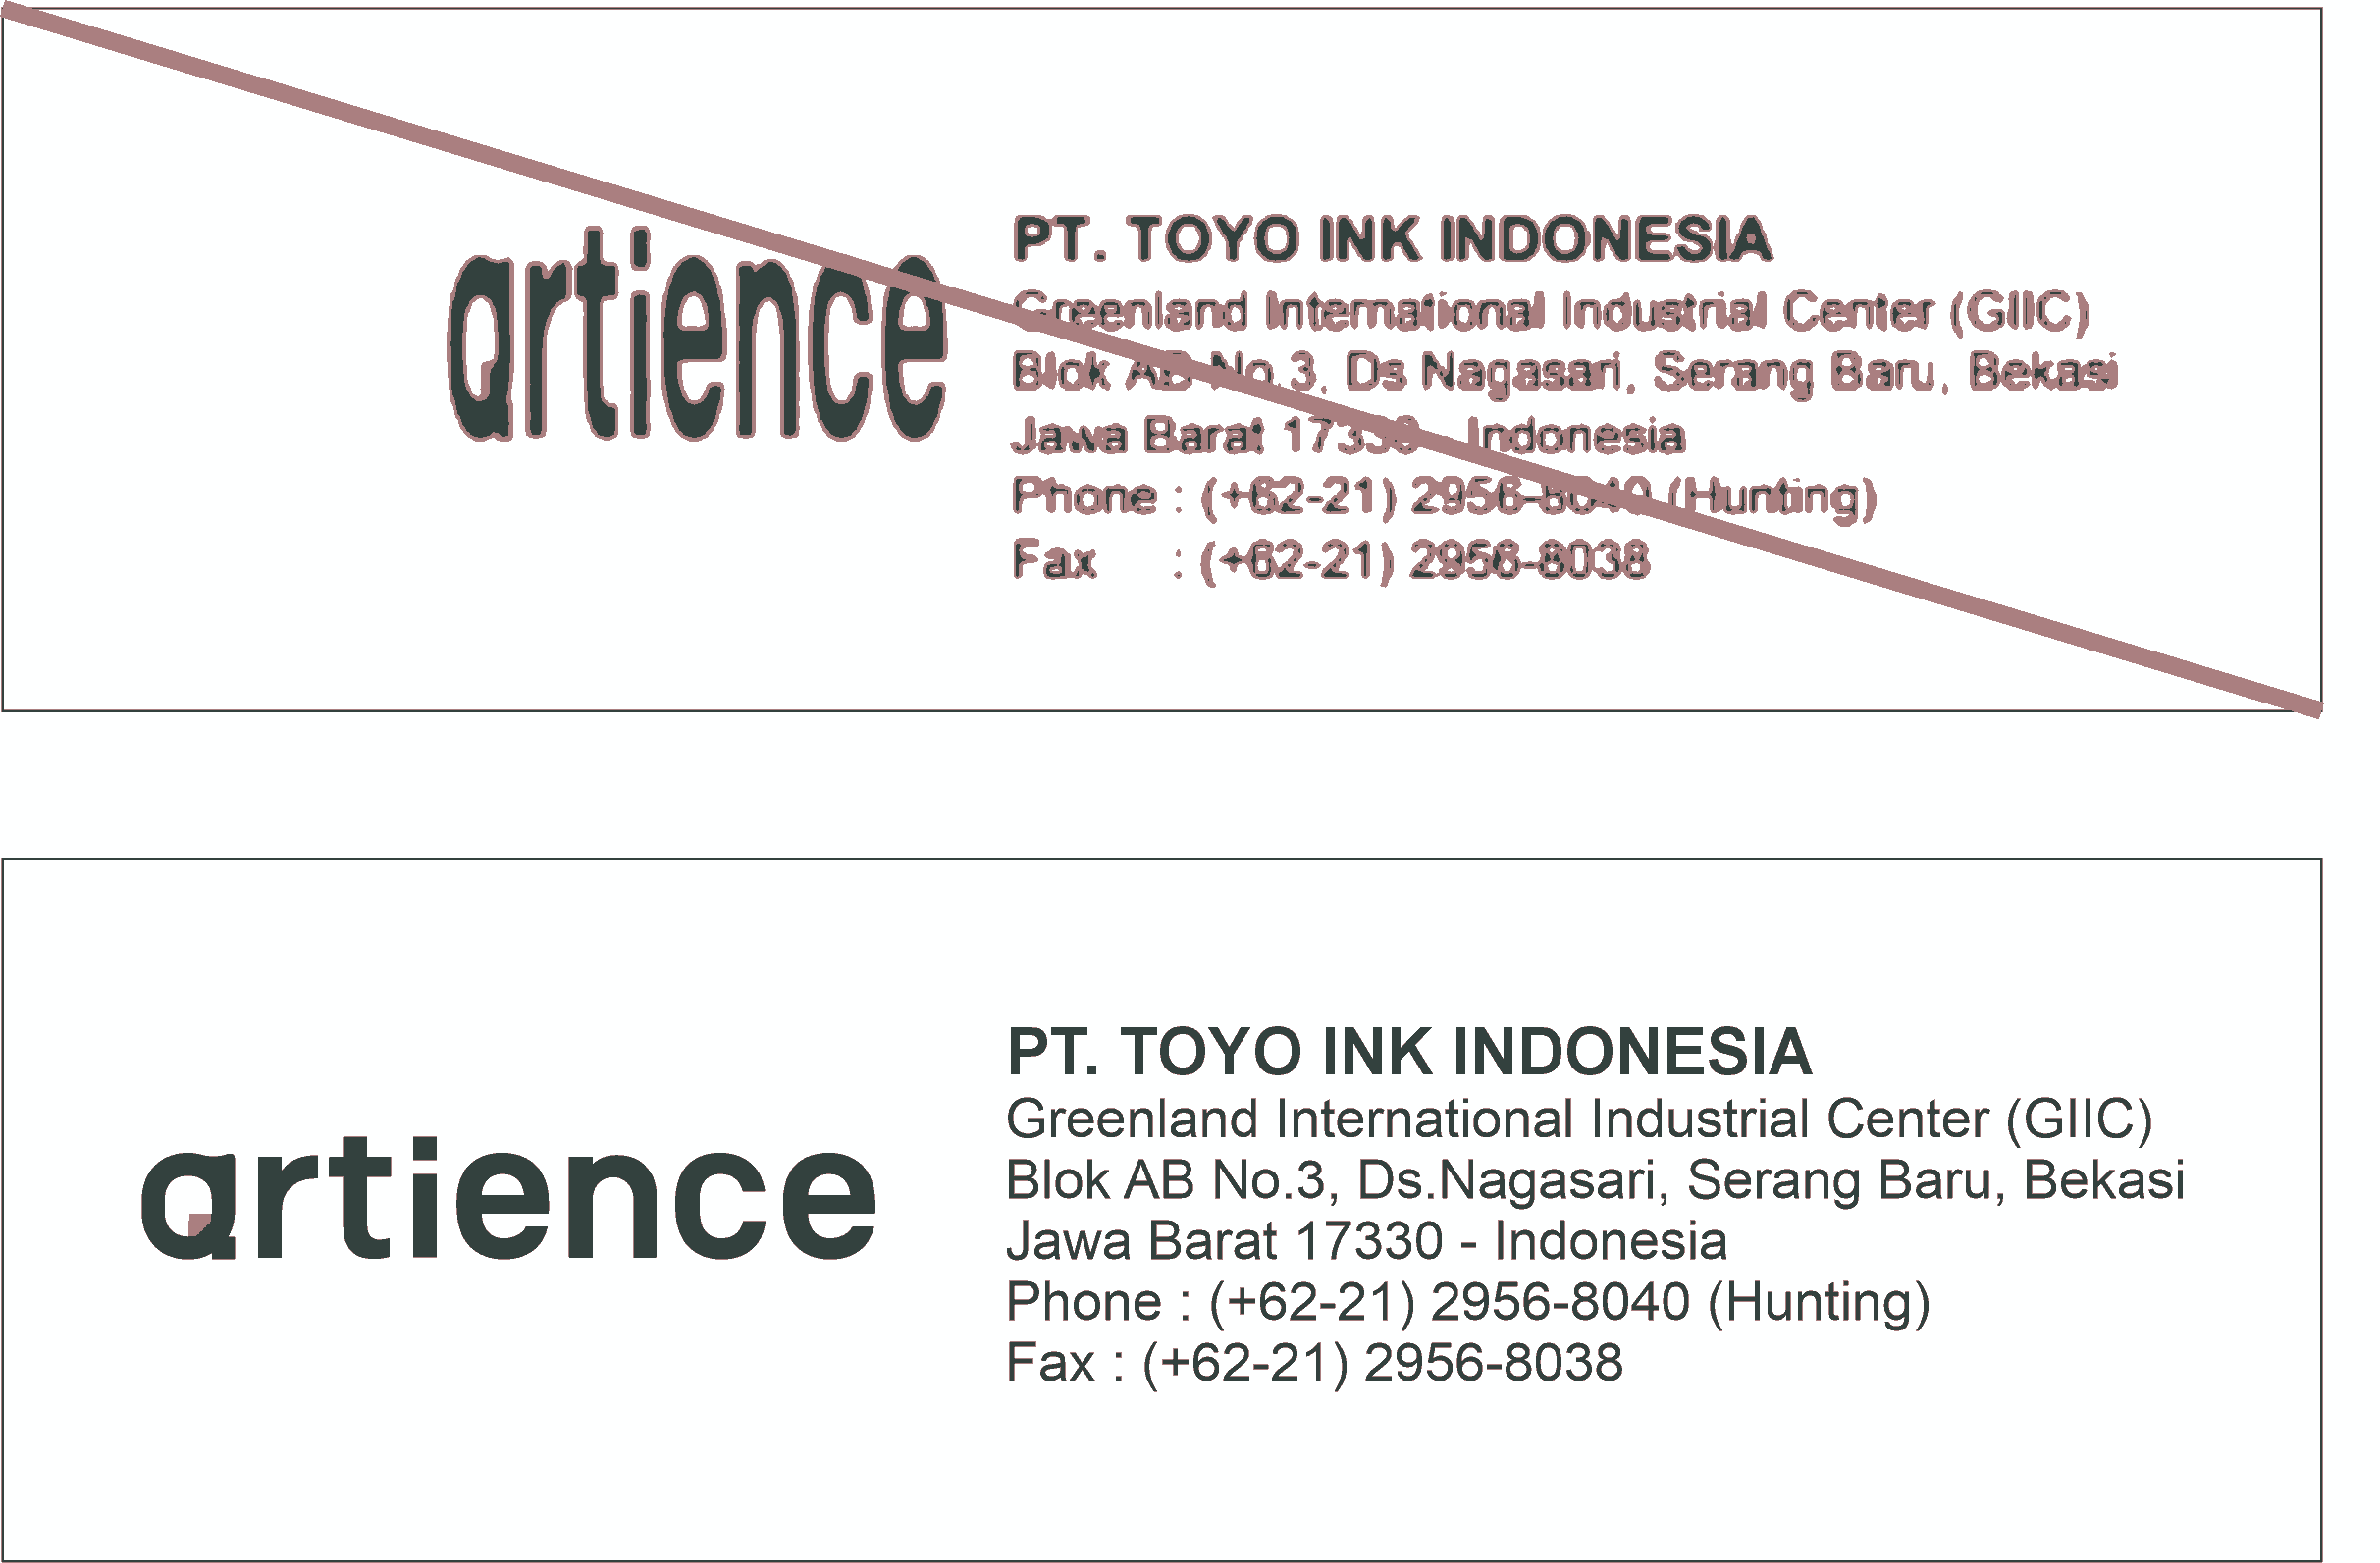 artience
PT. TOYO INK INDONESIA
Greenland International Industrial Center (GIIC)
Blok AB No.3, Ds Nagasari, Serang Baru, Bekasi
Jawa Barat 17330 - Indonesia
Phone : (+62-21) 2956-8040 (Hunting)
Fax : (+62-21) 2956-8038
artience
PT. TOYO INK INDONESIA
Greenland International Industrial Center (GIIC)
Blok AB No.3, Ds.Nagasari, Serang Baru, Bekasi
Jawa Barat 17330 - Indonesia
Phone : (+62-21) 2956-8040 (Hunting)
Fax : (+62-21) 2956-8038